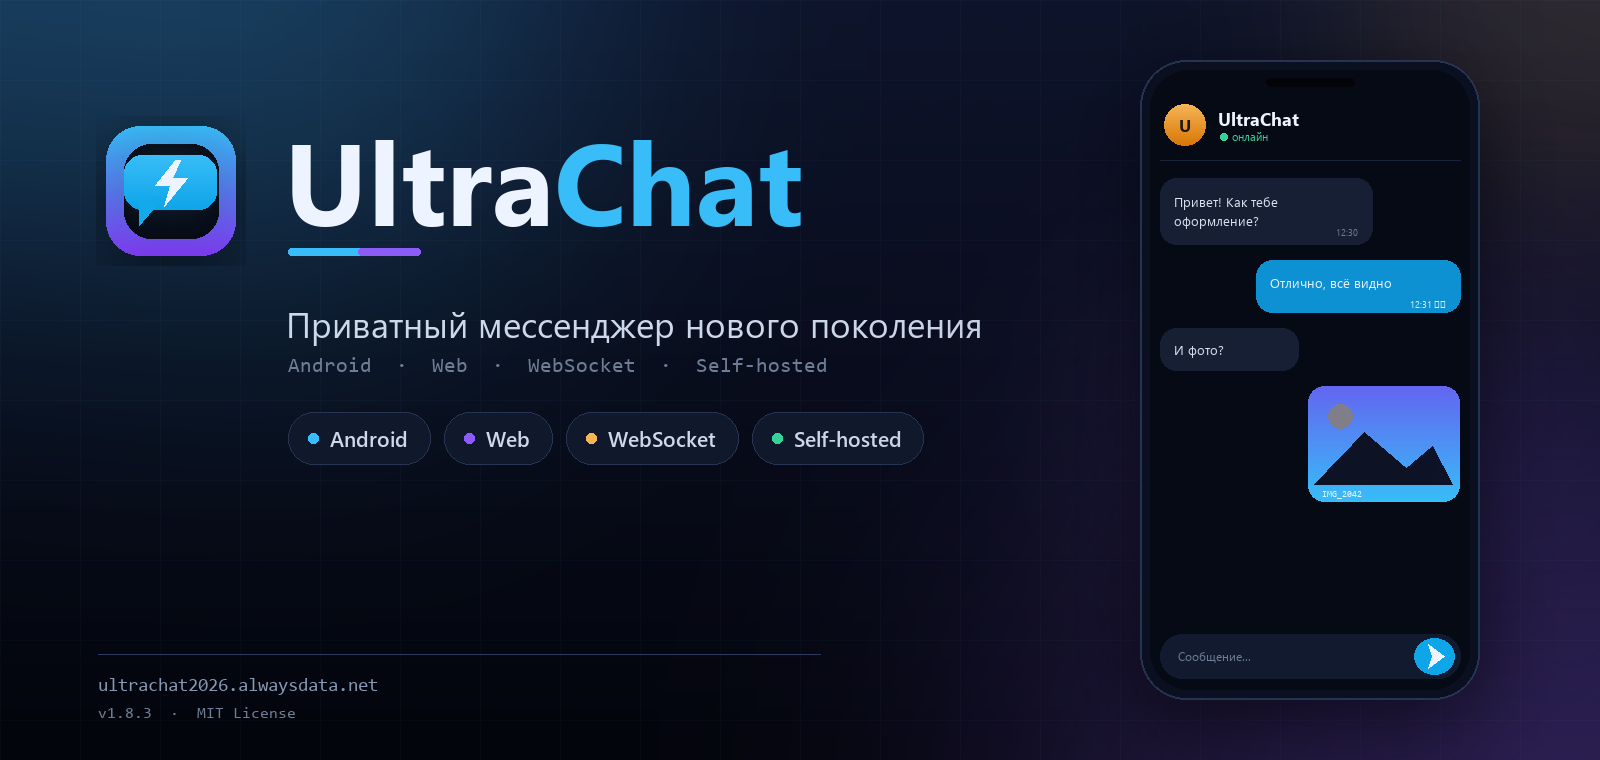 UltraChat
Приватный мессенджер нового поколения
Android · Web · WebSocket · Self-hosted
Android
Web
WebSocket
Self-hosted
ultrachat2026.alwaysdata.net
v1.8.3 · MIT License
U
UltraChat
онлайн
Привет! Как тебе
оформление?
12:30
Отлично, всё видно
12:31
И фото?
IMG_2042
Сообщение...